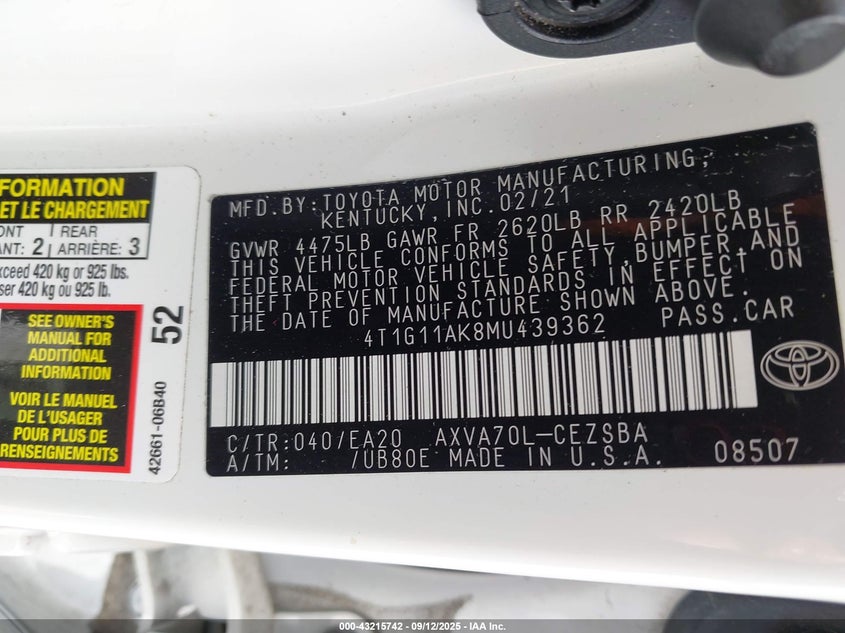 FORMATION
ET LE CHARGEMENT
ONT
ANT: 2
REAR
ARRIÈRE: 3
xceed 420 kg or 925 lbs.
ser 420 kg ou 925 lb.
SEE OWNER'S
MANUAL FOR
ADDITIONAL
INFORMATION
VOIR LE MANUEL
DE L'USAGER
POUR PLUS DE
RENSEIGNEMENTS
52
42661-06B40
MFD.BY:TOYOTA MOTOR MANUFACTURING,
KENTUCKY,INC.02/21
GVWR 4475LB GAWR FR 2620LB RR 2420LB
THIS VEHICLE CONFORMS TO ALL APPLICABLE
FEDERAL MOTOR VEHICLE SAFETY,BUMPER,AND
THEFT PREVENTION STANDARDS IN EFFECT ON
THE DATE OF MANUFACTURE SHOWN ABOVE.
4T1G11AK8MU439362 PASS.CAR
C/TR:040/EA20 AXVA70L-CEZSBA
A/TM: /UB80E MADE IN U.S.A. 08507
000-43215742 - 09/12/2025 - IAA Inc.